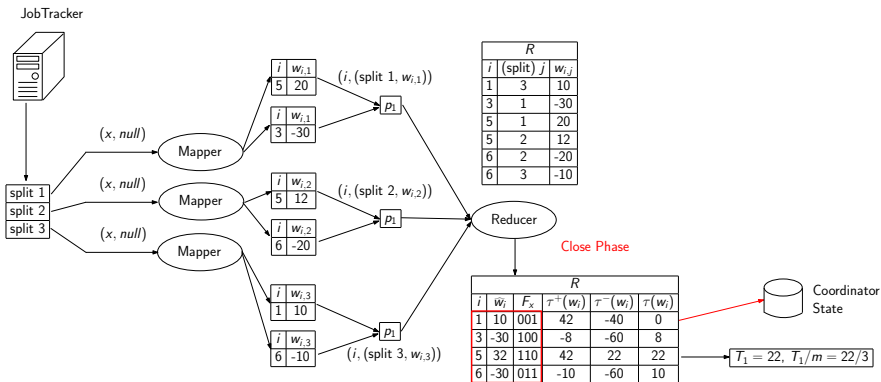 JobTracker
split 1
split 2
split 3
(x, null)
(x, null)
(x, null)
Mapper
Mapper
Mapper
i w_{i,1}
5 20
i w_{i,1}
3 -30
i w_{i,2}
5 12
i w_{i,2}
6 -20
i w_{i,3}
1 10
i w_{i,3}
6 -10
(i, (split 1, w_{i,1}))
p_1
(i, (split 2, w_{i,2}))
p_1
p_1
(i, (split 3, w_{i,3}))
R
i (split) j w_{i,j}
1 3 10
3 1 -30
5 1 20
5 2 12
6 2 -20
6 3 -10
Reducer
Close Phase
R
i ŵ_i F_x τ^+(w_i) τ^-(w_i) τ(w_i)
1 10 001 42 -40 0
3 -30 100 -8 -60 8
5 32 110 42 22 22
6 -30 011 -10 -60 10
Coordinator
State
T_1 = 22, T_1/m = 22/3